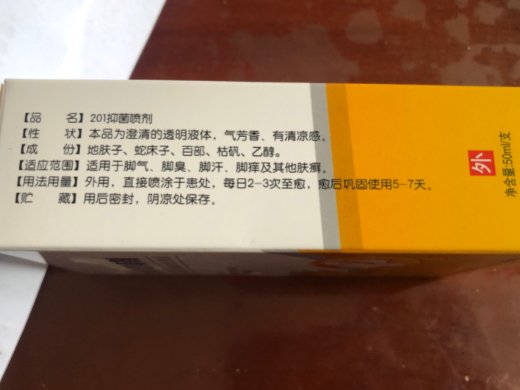 【品　　名】201抑菌喷剂
【性　　状】本品为澄清的透明液体，气芳香、有清凉感。
【成　　份】地肤子、蛇床子、百部、枯矾、乙醇。
【适应范围】适用于脚气、脚臭、脚汗、脚痒及其他肤癣。
【用法用量】外用，直接喷涂于患处，每日2-3次至愈，愈后巩固使用5-7天。
【贮　　藏】用后密封，阴凉处保存。
外
净含量:50ml/支